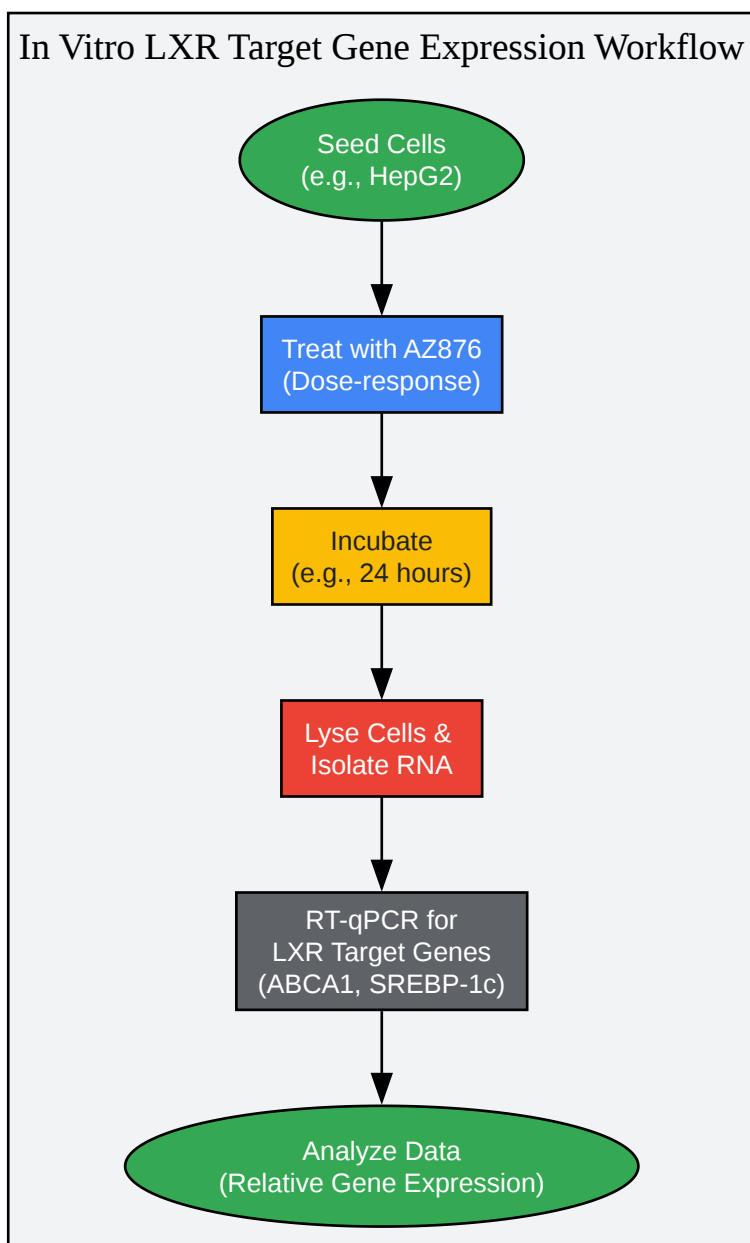 In Vitro LXR Target Gene Expression Workflow
Seed Cells
(e.g., HepG2)
Treat with AZ876
(Dose-response)
Incubate
(e.g., 24 hours)
Lyse Cells &
Isolate RNA
RT-qPCR for
LXR Target Genes
(ABCA1, SREBP-1c)
Analyze Data
(Relative Gene Expression)